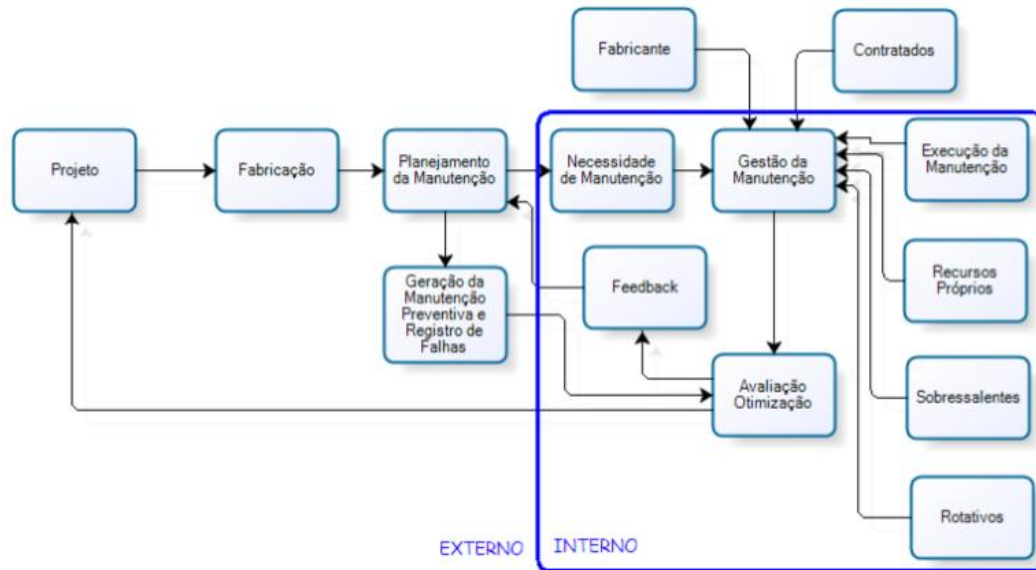 Fabricante
Contratados
Projeto
Fabricação
Planejamento
da Manutenção
Necessidade
de Manutenção
Gestão da
Manutenção
Execução da
Manutenção
Geração da
Manutenção
Preventiva e
Registro de
Falhas
Feedback
Recursos
Próprios
Avaliação
Otimização
Sobressalentes
Rotativos
EXTERNO
INTERNO